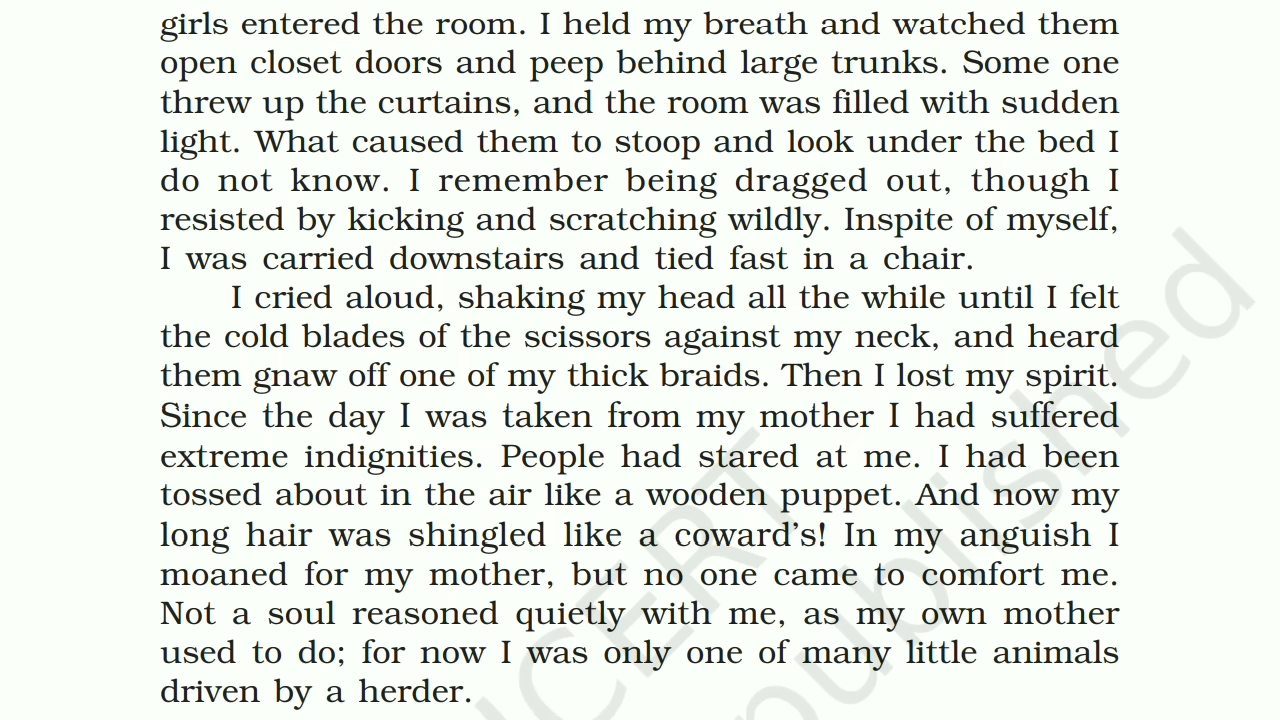 girls entered the room. I held my breath and watched them
open closet doors and peep behind large trunks. Some one
threw up the curtains, and the room was filled with sudden
light. What caused them to stoop and look under the bed I
do not know. I remember being dragged out, though I
resisted by kicking and scratching wildly. Inspite of myself,
I was carried downstairs and tied fast in a chair.
I cried aloud, shaking my head all the while until I felt
the cold blades of the scissors against my neck, and heard
them gnaw off one of my thick braids. Then I lost my spirit.
Since the day I was taken from my mother I had suffered
extreme indignities. People had stared at me. I had been
tossed about in the air like a wooden puppet. And now my
long hair was shingled like a coward’s! In my anguish I
moaned for my mother, but no one came to comfort me.
Not a soul reasoned quietly with me, as my own mother
used to do; for now I was only one of many little animals
driven by a herder.
NCERT
published